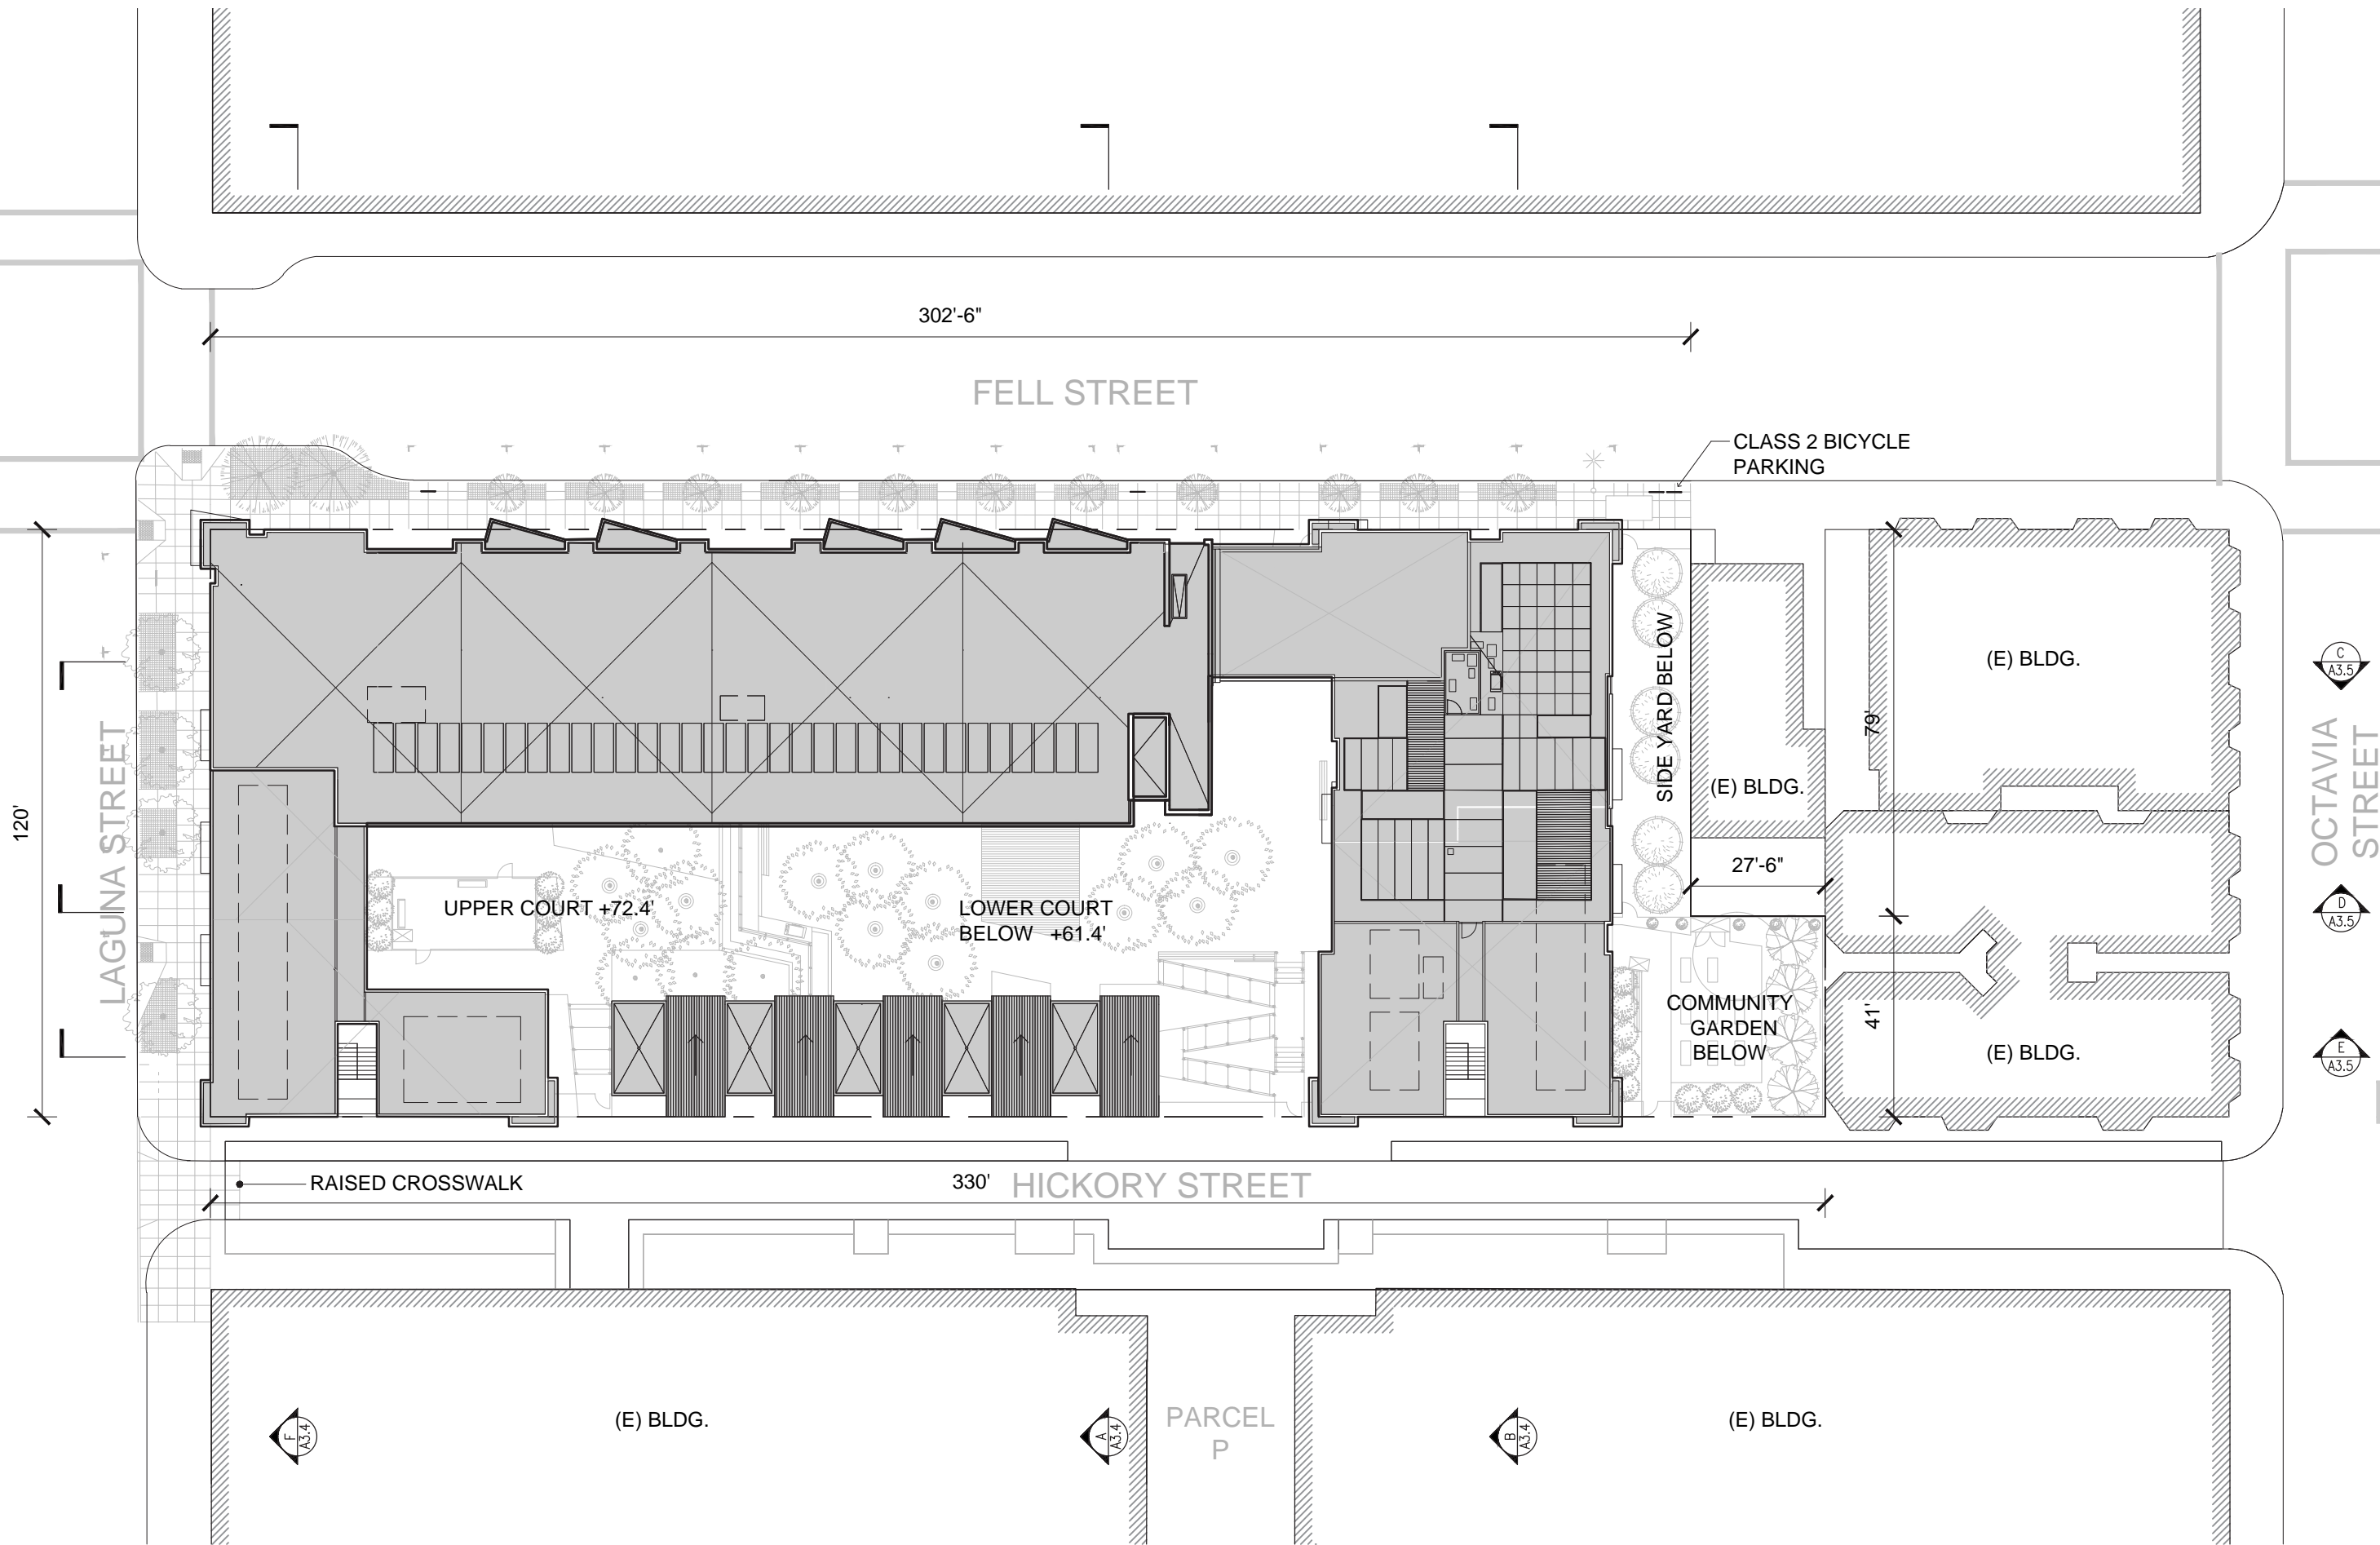 302'-6"
FELL STREET
CLASS 2 BICYCLE
PARKING
120'
LAGUNA STREET
SIDE YARD BELOW
(E) BLDG.
79'
(E) BLDG.
C
A3.5
OCTAVIA
STREET
27'-6"
UPPER COURT +72.4'
LOWER COURT
BELOW +61.4'
D
A3.5
COMMUNITY
GARDEN
BELOW
41'
(E) BLDG.
E
A3.5
RAISED CROSSWALK
330'
HICKORY STREET
F
A3.4
(E) BLDG.
A
A3.4
PARCEL
P
B
A3.4
(E) BLDG.